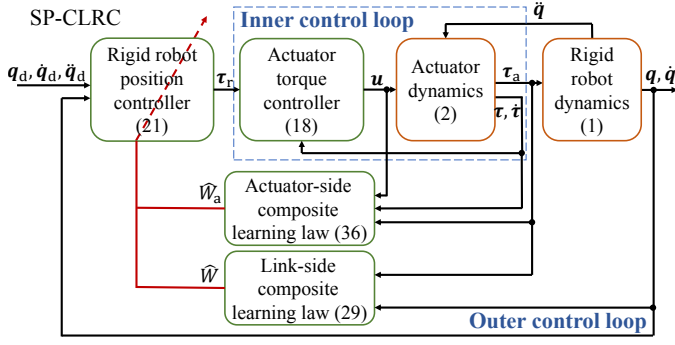 SP-CLRC
Inner control loop
q̈
q_d, q̇_d, q̈_d
Rigid robot
position
controller
(21)
τ_r
Actuator
torque
controller
(18)
u
Actuator
dynamics
(2)
τ_a
τ, τ̇
Rigid
robot
dynamics
(1)
q, q̇
Ŵ_a
Actuator-side
composite
learning law (36)
Ŵ
Link-side
composite
learning law (29)
Outer control loop